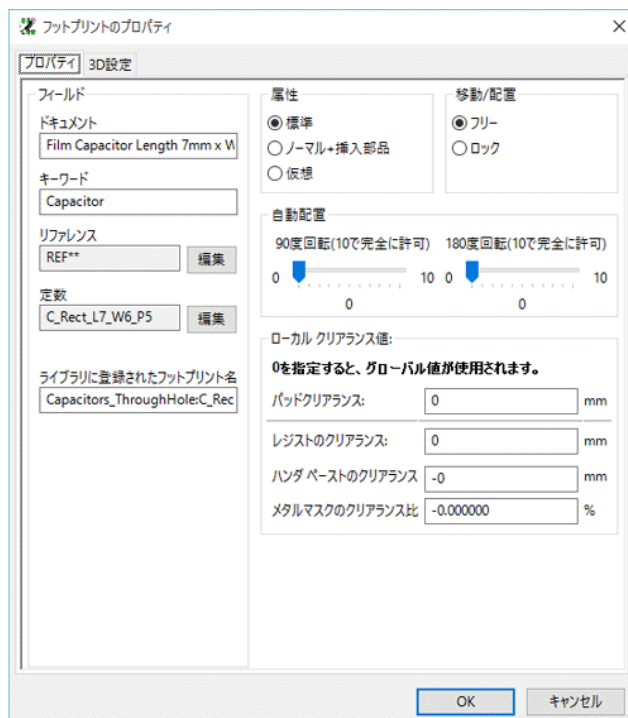 フットプリントのプロパティ
プロパティ 3D設定
フィールド
ドキュメント
Film Capacitor Length 7mm x W
キーワード
Capacitor
リファレンス
REF** 編集
定数
C_Rect_L7_W6_P5 編集
ライブラリに登録されたフットプリント名
Capacitors_ThroughHole:C_Rec
属性
標準
ノーマル+挿入部品
仮想
移動/配置
フリー
ロック
自動配置
90度回転(10で完全に許可) 180度回転(10で完全に許可)
0 10 0 10
0 0
ローカル クリアランス値:
0を指定すると、グローバル値が使用されます。
パッドクリアランス: 0 mm
レジストのクリアランス: 0 mm
ハンダ ペーストのクリアランス -0 mm
メタルマスクのクリアランス比 -0.000000 %
OK キャンセル